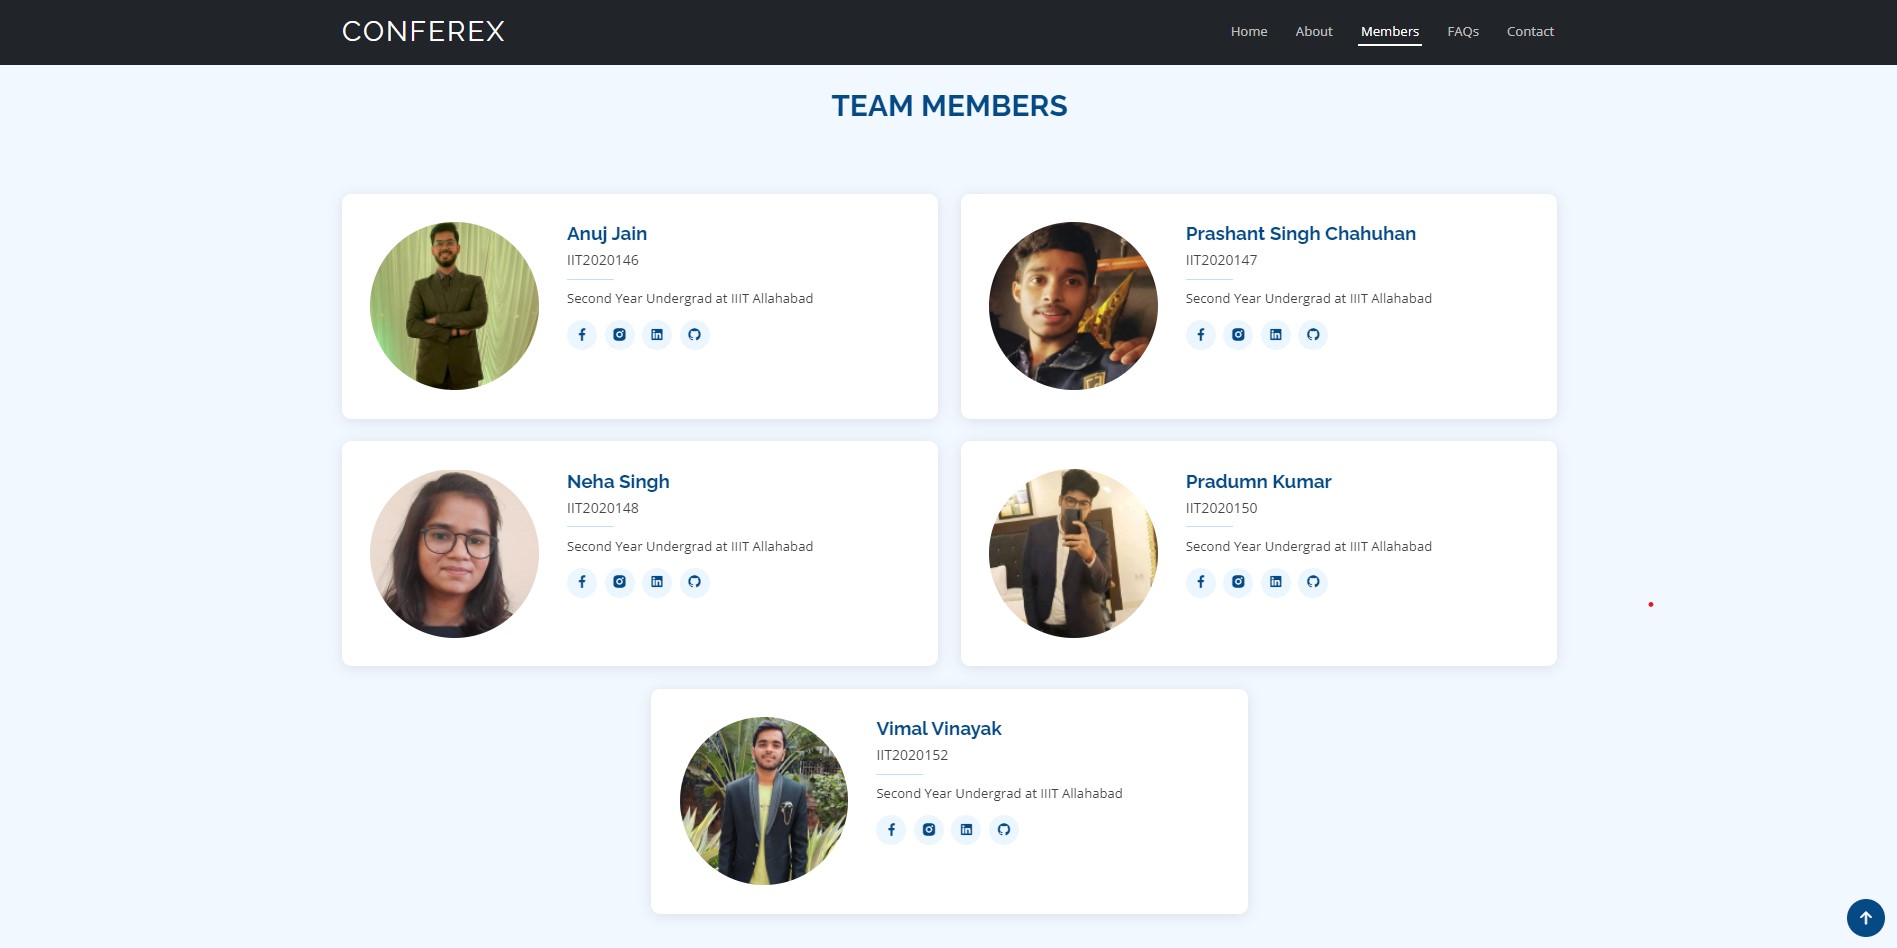 CONFEREX
Home About Members FAQs Contact
TEAM MEMBERS
Anuj Jain
IIT2020146
Second Year Undergrad at IIIT Allahabad
Prashant Singh Chahuhan
IIT2020147
Second Year Undergrad at IIIT Allahabad
Neha Singh
IIT2020148
Second Year Undergrad at IIIT Allahabad
Pradumn Kumar
IIT2020150
Second Year Undergrad at IIIT Allahabad
Vimal Vinayak
IIT2020152
Second Year Undergrad at IIIT Allahabad